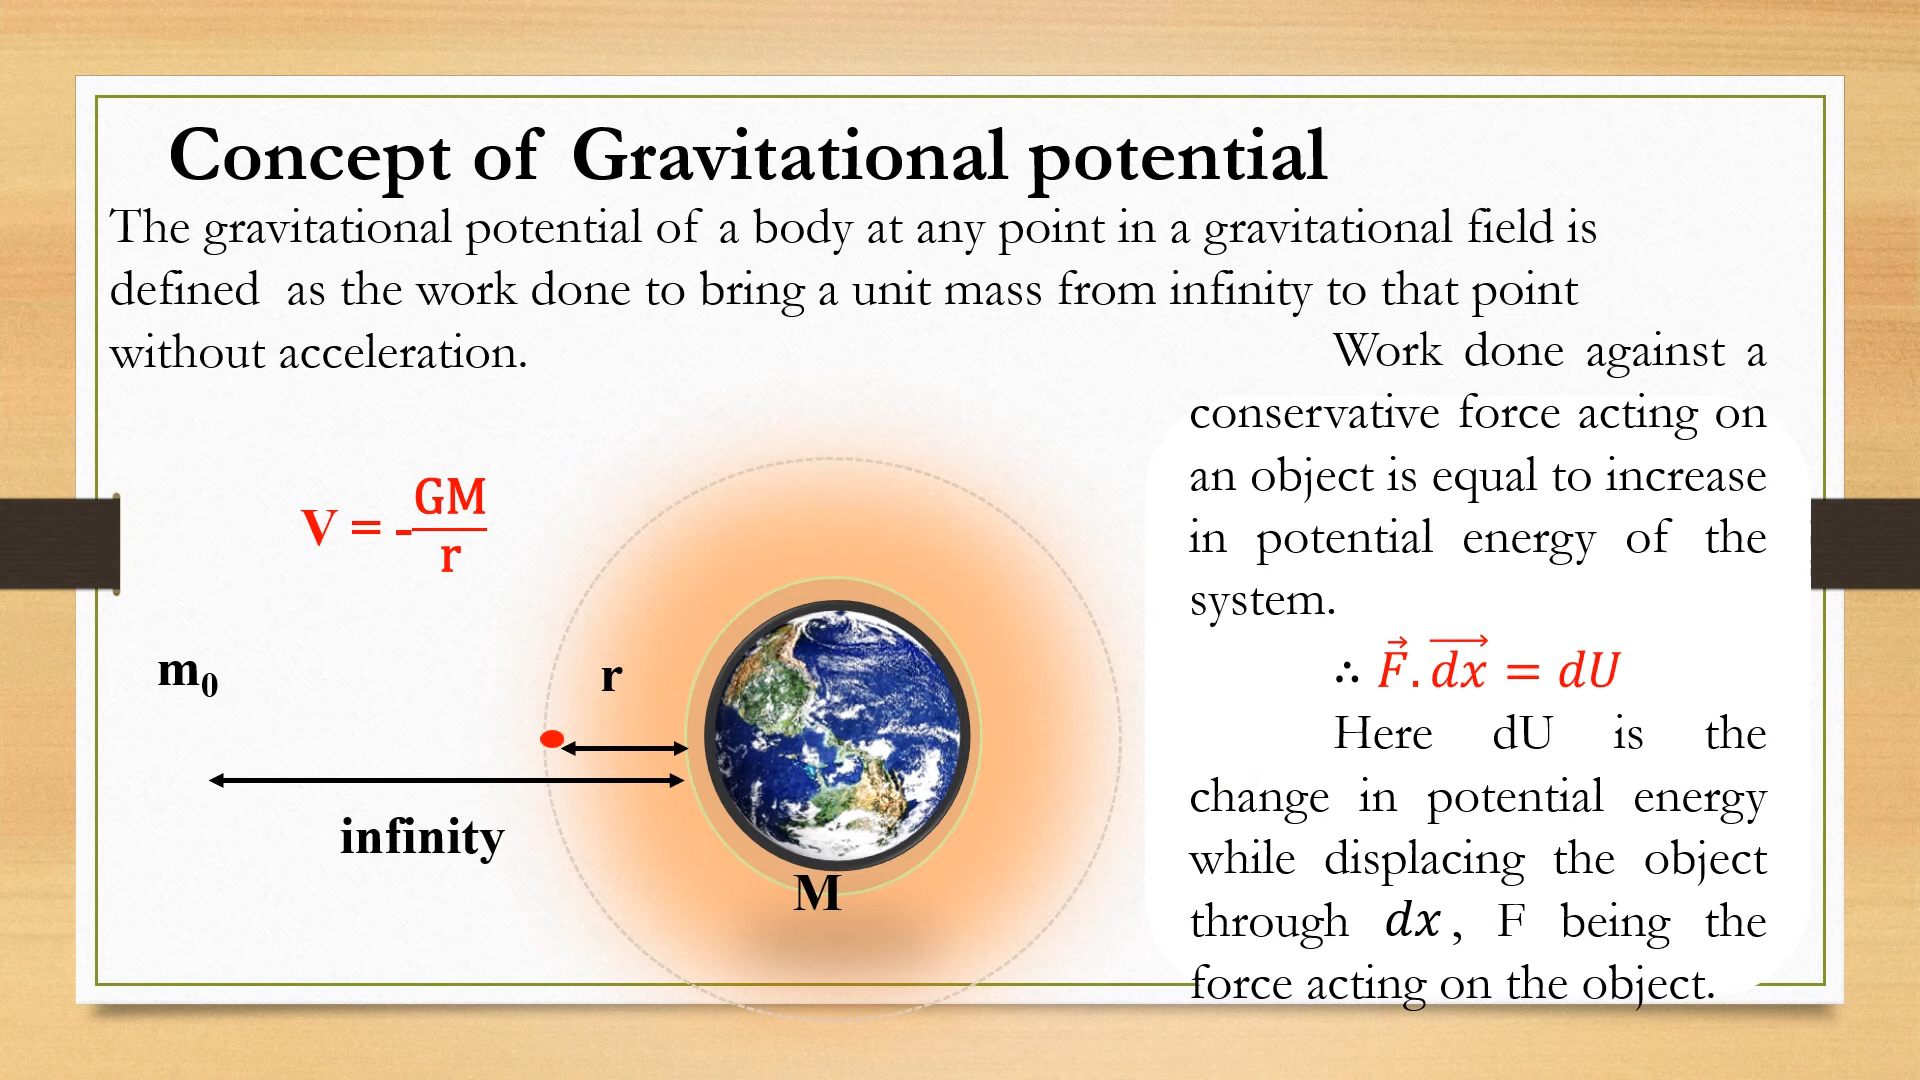 Concept of Gravitational potential
The gravitational potential of a body at any point in a gravitational field is
defined as the work done to bring a unit mass from infinity to that point
without acceleration.
V = -GM/r
m₀
r
infinity
M
Work done against a
conservative force acting on
an object is equal to increase
in potential energy of the
system.
∴ F⃗. d⃗x⃗ = dU
Here dU is the
change in potential energy
while displacing the object
through dx, F being the
force acting on the object.